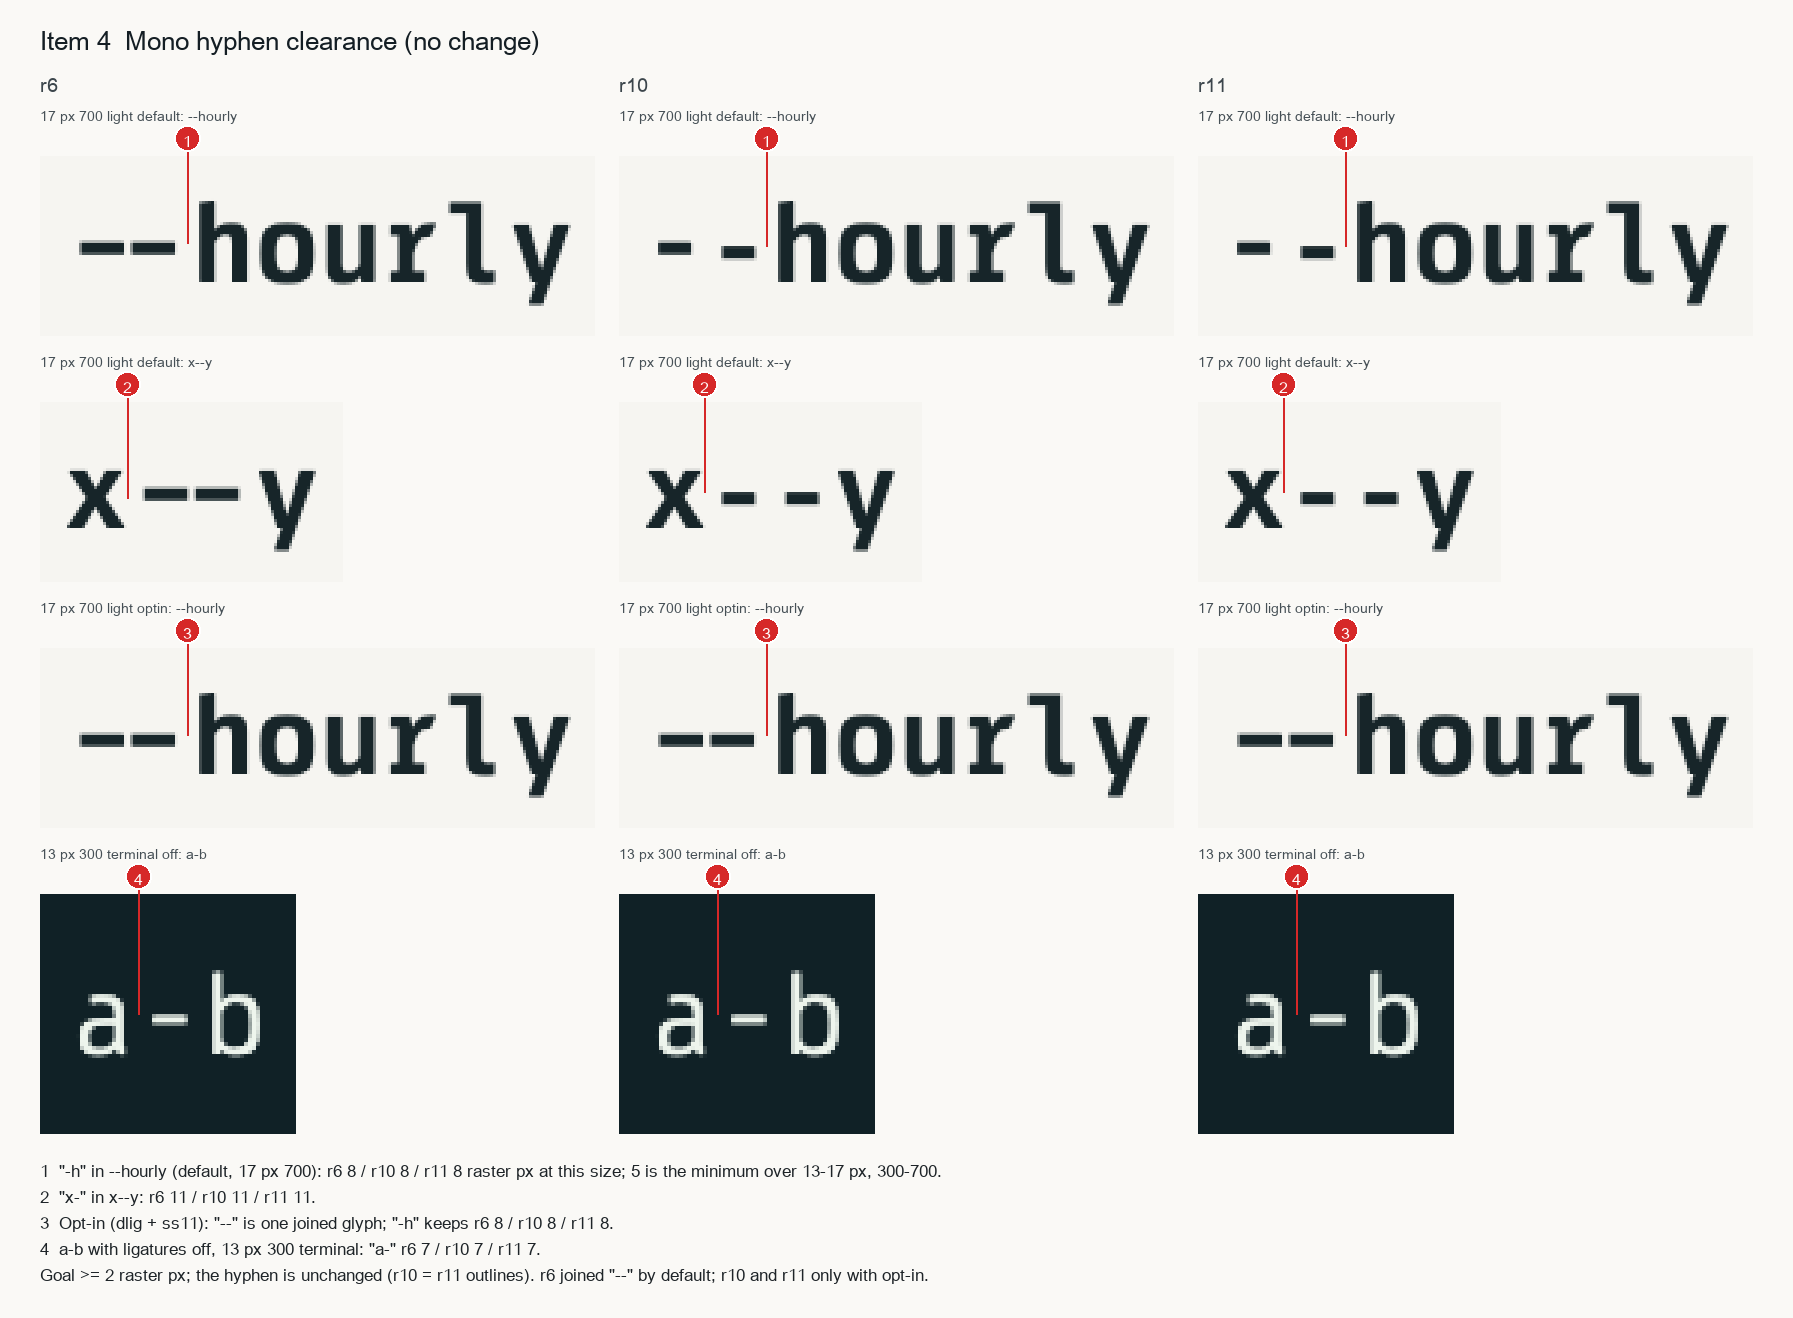 Item 4  Mono hyphen clearance (no change)
r6 r10 r11
17 px 700 light default: --hourly 17 px 700 light default: --hourly 17 px 700 light default: --hourly
1 1 1
--hourly --hourly --hourly
17 px 700 light default: x--y 17 px 700 light default: x--y 17 px 700 light default: x--y
2 2 2
x--y x--y x--y
17 px 700 light optin: --hourly 17 px 700 light optin: --hourly 17 px 700 light optin: --hourly
3 3 3
--hourly --hourly --hourly
13 px 300 terminal off: a-b 13 px 300 terminal off: a-b 13 px 300 terminal off: a-b
4 4 4
a-b a-b a-b
1  "-h" in --hourly (default, 17 px 700): r6 8 / r10 8 / r11 8 raster px at this size; 5 is the minimum over 13-17 px, 300-700.
2  "x-" in x--y: r6 11 / r10 11 / r11 11.
3  Opt-in (dlig + ss11): "--" is one joined glyph; "-h" keeps r6 8 / r10 8 / r11 8.
4  a-b with ligatures off, 13 px 300 terminal: "a-" r6 7 / r10 7 / r11 7.
Goal >= 2 raster px; the hyphen is unchanged (r10 = r11 outlines). r6 joined "--" by default; r10 and r11 only with opt-in.